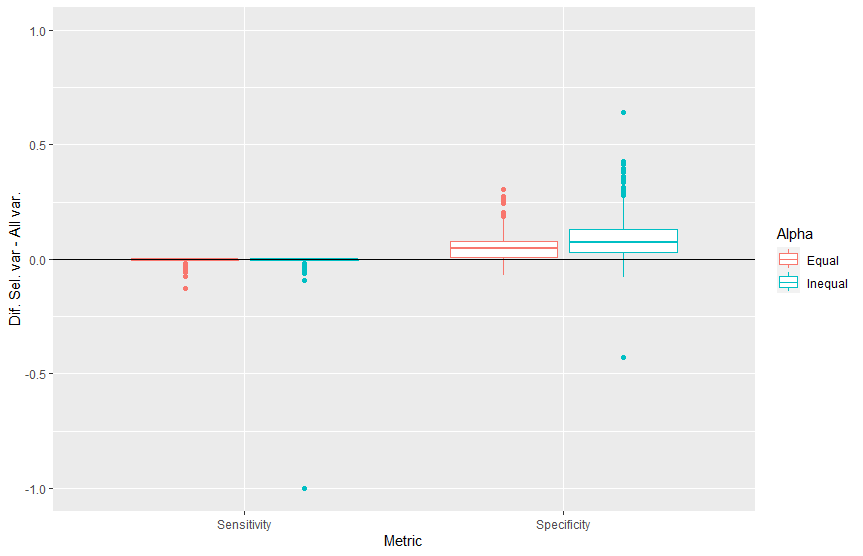 1.0
0.5
0.0
-0.5
-1.0
Dif. Sel. var - All var.
Sensitivity
Specificity
Metric
Alpha
Equal
Inequal